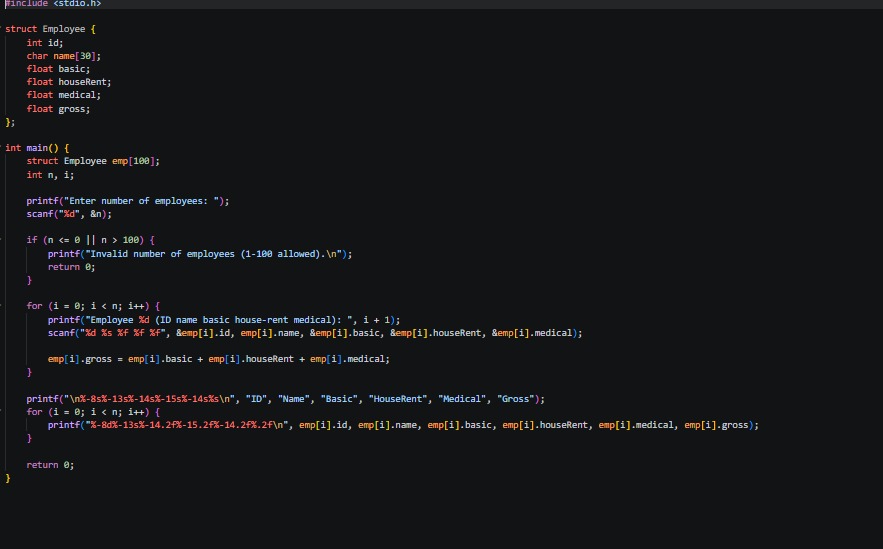 #include <stdio.h>
struct Employee {
int id;
char name[30];
float basic;
float houseRent;
float medical;
float gross;
};
int main() {
struct Employee emp[100];
int n, i;
printf("Enter number of employees: ");
scanf("%d", &n);
if (n <= 0 || n > 100) {
printf("Invalid number of employees (1-100 allowed).\n");
return 0;
}
for (i = 0; i < n; i++) {
printf("Employee %d (ID name basic house-rent medical): ", i + 1);
scanf("%d %s %f %f %f", &emp[i].id, emp[i].name, &emp[i].basic, &emp[i].houseRent, &emp[i].medical);
emp[i].gross = emp[i].basic + emp[i].houseRent + emp[i].medical;
}
printf("\n%-8s%-13s%-14s%-15s%-14s%s\n", "ID", "Name", "Basic", "HouseRent", "Medical", "Gross");
for (i = 0; i < n; i++) {
printf("%-8d%-13s%-14.2f%-15.2f%-14.2f%.2f\n", emp[i].id, emp[i].name, emp[i].basic, emp[i].houseRent, emp[i].medical, emp[i].gross);
}
return 0;
}